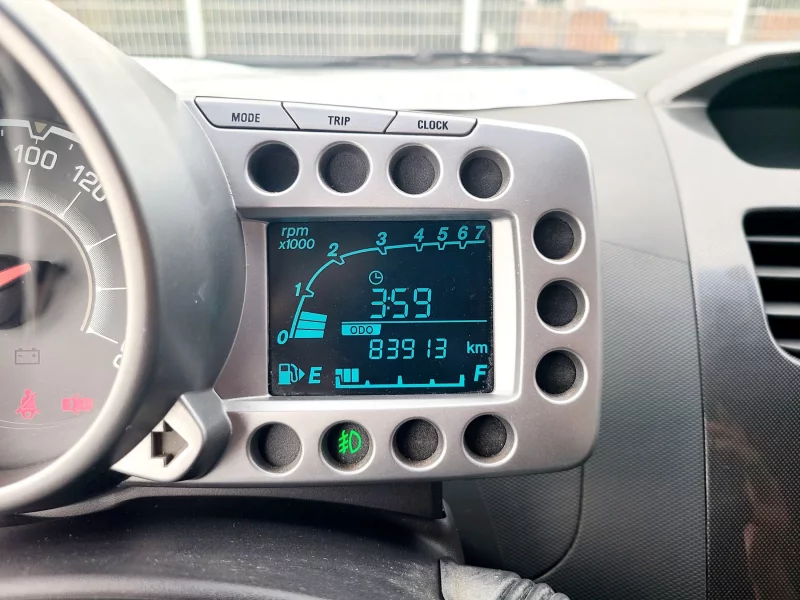 MODE TRIP CLOCK
100 120
rpm
x1000
0 1 2 3 4 5 6 7
3:59
ODO
83913 km
E F